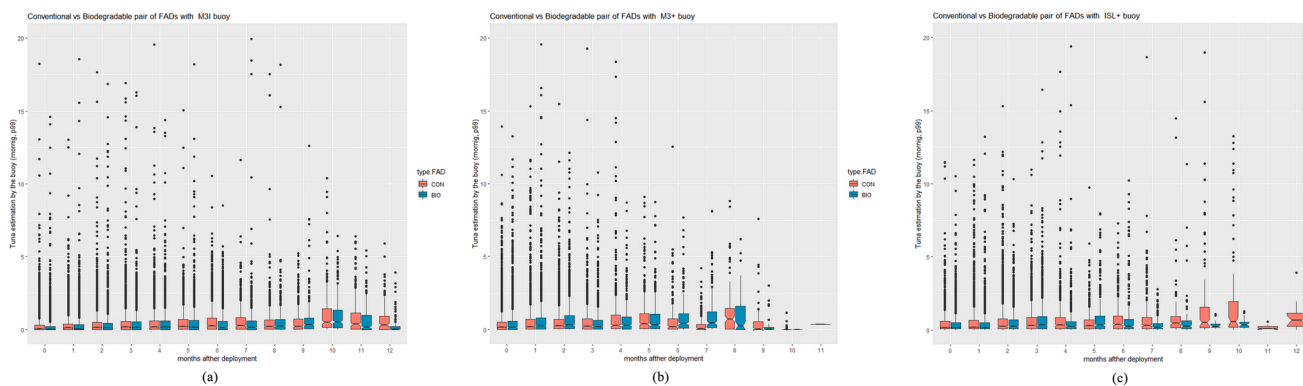 Conventional vs Biodegradable pair of FADs with M3I buoy
Tuna estimation by the buoy (mornig, p99)
20
15
10
5
0
0 1 2 3 4 5 6 7 8 9 10 11 12
months afher deployment
type.FAD
CON
BIO
(a)
Conventional vs Biodegradable pair of FADs with M3+ buoy
Tuna estimation by the buoy (mornig, p99)
20
15
10
5
0
0 1 2 3 4 5 6 7 8 9 10 11
months afher deployment
type.FAD
CON
BIO
(b)
Conventional vs Biodegradable pair of FADs with ISL+ buoy
Tuna estimation by the buoy (mornig, p99)
20
15
10
5
0
0 1 2 3 4 5 6 7 8 9 10 11 12
months afher deployment
(c)